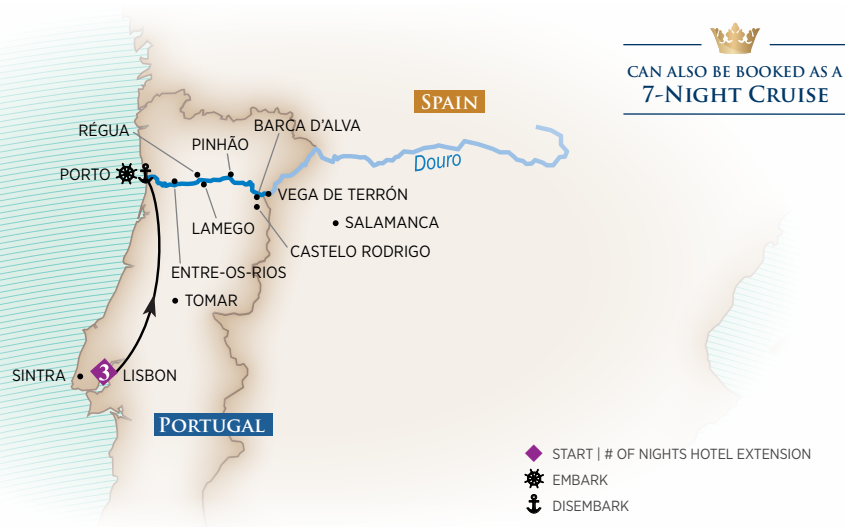 CAN ALSO BE BOOKED AS A
7-NIGHT CRUISE
SPAIN
BARCA D'ALVA
RÉGUA
PINHÃO
Douro
PORTO
VEGA DE TERRÓN
SALAMANCA
LAMEGO
CASTELO RODRIGO
ENTRE-OS-RIOS
TOMAR
SINTRA
3
LISBON
PORTUGAL
START | # OF NIGHTS HOTEL EXTENSION
EMBARK
DISEMBARK